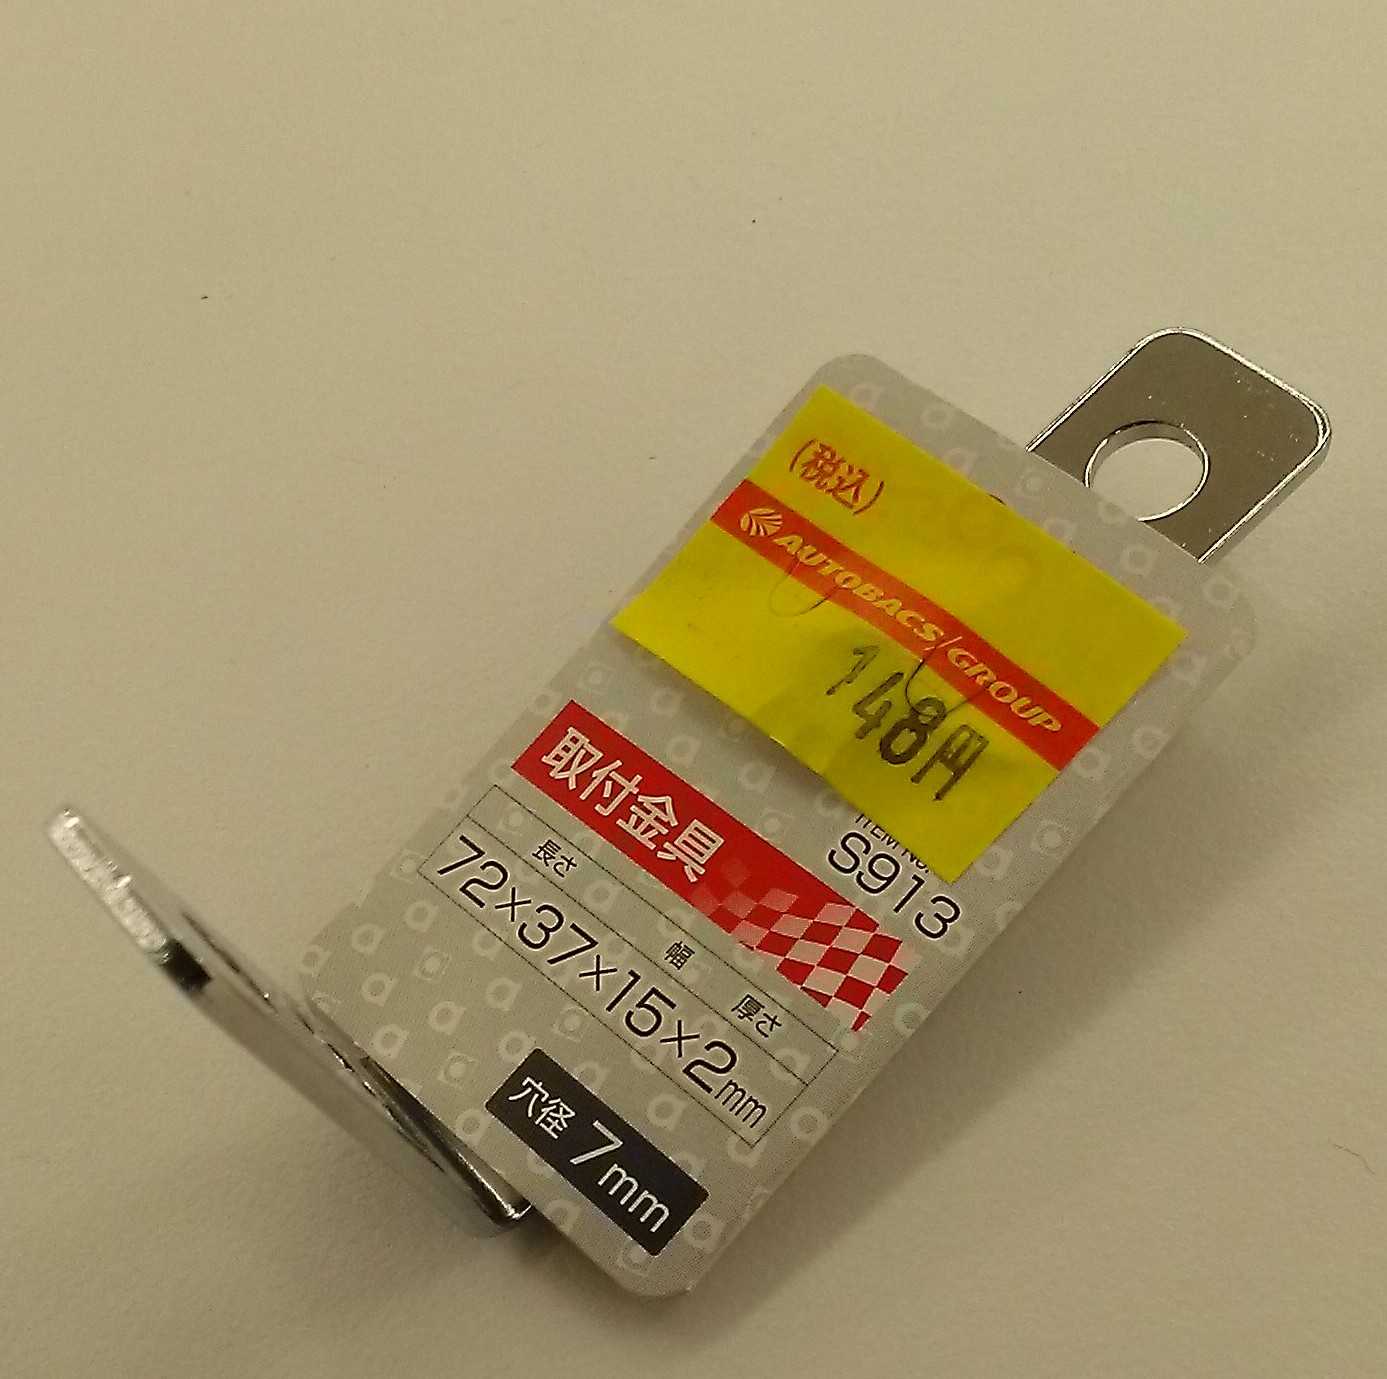 (税込)
AUTOBACS/GROUP
148円
ITEM NO.
S913
取付金具
長さ 幅 厚さ
72×37×15×2mm
穴径 7mm